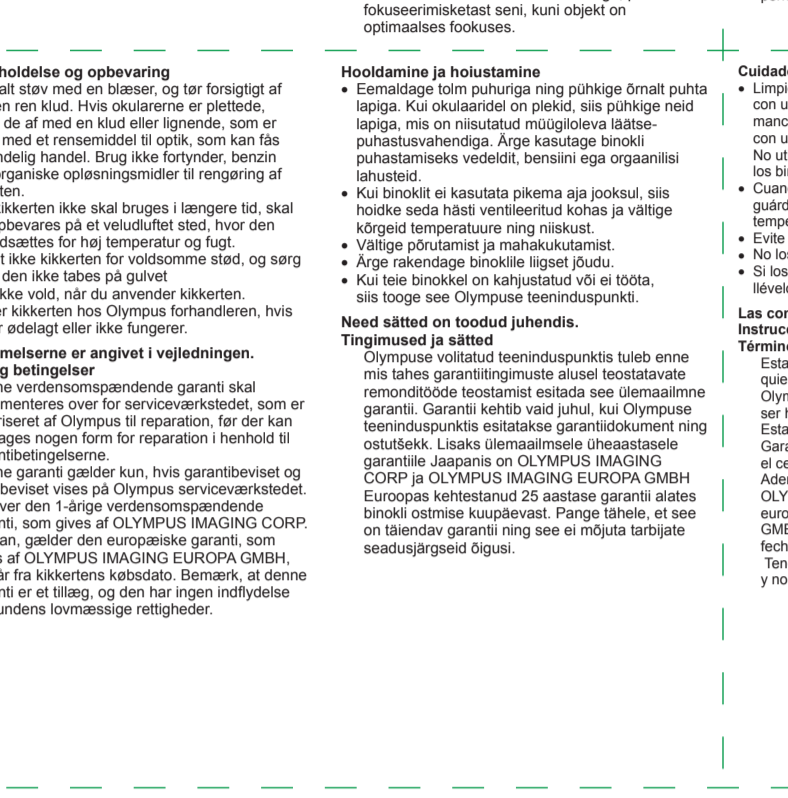 fokuseerimisketast seni, kuni objekt on
optimaalses fookuses.
holdelse og opbevaring
alt støv med en blæser, og tør forsigtigt af
en ren klud. Hvis okularerne er plettede,
de af med en klud eller lignende, som er
med et rensemiddel til optik, som kan fås
ndelig handel. Brug ikke fortynder, benzin
organiske opløsningsmidler til rengøring af
ten.
kikkerten ikke skal bruges i længere tid, skal
opbevares på et veludluftet sted, hvor den
dsættes for høj temperatur og fugt.
t ikke kikkerten for voldsomme stød, og sørg
den ikke tabes på gulvet
kke vold, når du anvender kikkerten.
er kikkerten hos Olympus forhandleren, hvis
r ødelagt eller ikke fungerer.
melserne er angivet i vejledningen.
g betingelser
ne verdensomspændende garanti skal
menteres over for serviceværkstedet, som er
riseret af Olympus til reparation, før der kan
ages nogen form for reparation i henhold til
ntibetingelserne.
ne garanti gælder kun, hvis garantibeviset og
beviset vises på Olympus serviceværkstedet.
ver den 1-årige verdensomspændende
nti, som gives af OLYMPUS IMAGING CORP.
an, gælder den europæiske garanti, som
s af OLYMPUS IMAGING EUROPA GMBH,
år fra kikkertens købsdato. Bemærk, at denne
nti er et tillæg, og den har ingen indflydelse
undens lovmæssige rettigheder.
Hooldamine ja hoiustamine
• Eemaldage tolm puhuriga ning pühkige õrnalt puhta
lapiga. Kui okulaaridel on plekid, siis pühkige neid
lapiga, mis on niisutatud müügiloleva läätse-
puhastusvahendiga. Ärge kasutage binokli
puhastamiseks vedeldit, bensiini ega orgaanilisi
lahusteid.
• Kui binoklit ei kasutata pikema aja jooksul, siis
hoidke seda hästi ventileeritud kohas ja vältige
kõrgeid temperatuure ning niiskust.
• Vältige põrutamist ja mahakukutamist.
• Ärge rakendage binoklile liigset jõudu.
• Kui teie binokkel on kahjustatud või ei tööta,
siis tooge see Olympuse teeninduspunkti.
Need sätted on toodud juhendis.
Tingimused ja sätted
Olympuse volitatud teeninduspunktis tuleb enne
mis tahes garantiitingimuste alusel teostatavate
remonditööde teostamist esitada see ülemaailmne
garantii. Garantii kehtib vaid juhul, kui Olympuse
teeninduspunktis esitatakse garantiidokument ning
ostutšekk. Lisaks ülemaailmsele üheaastasele
garantiile Jaapanis on OLYMPUS IMAGING
CORP ja OLYMPUS IMAGING EUROPA GMBH
Euroopas kehtestanud 25 aastase garantii alates
binokli ostmise kuupäevast. Pange tähele, et see
on täiendav garantii ning see ei mõjuta tarbijate
seadusjärgseid õigusi.
Cuidado
• Limpi
con u
manc
con u
No ut
los bi
• Cuan
guárd
tempe
• Evite
• No lo
• Si los
llévelo
Las con
Instrucc
Término
Esta
quie
Olym
ser h
Esta
Gara
el ce
Ader
OLY
euro
GMB
fech
Ten
y no